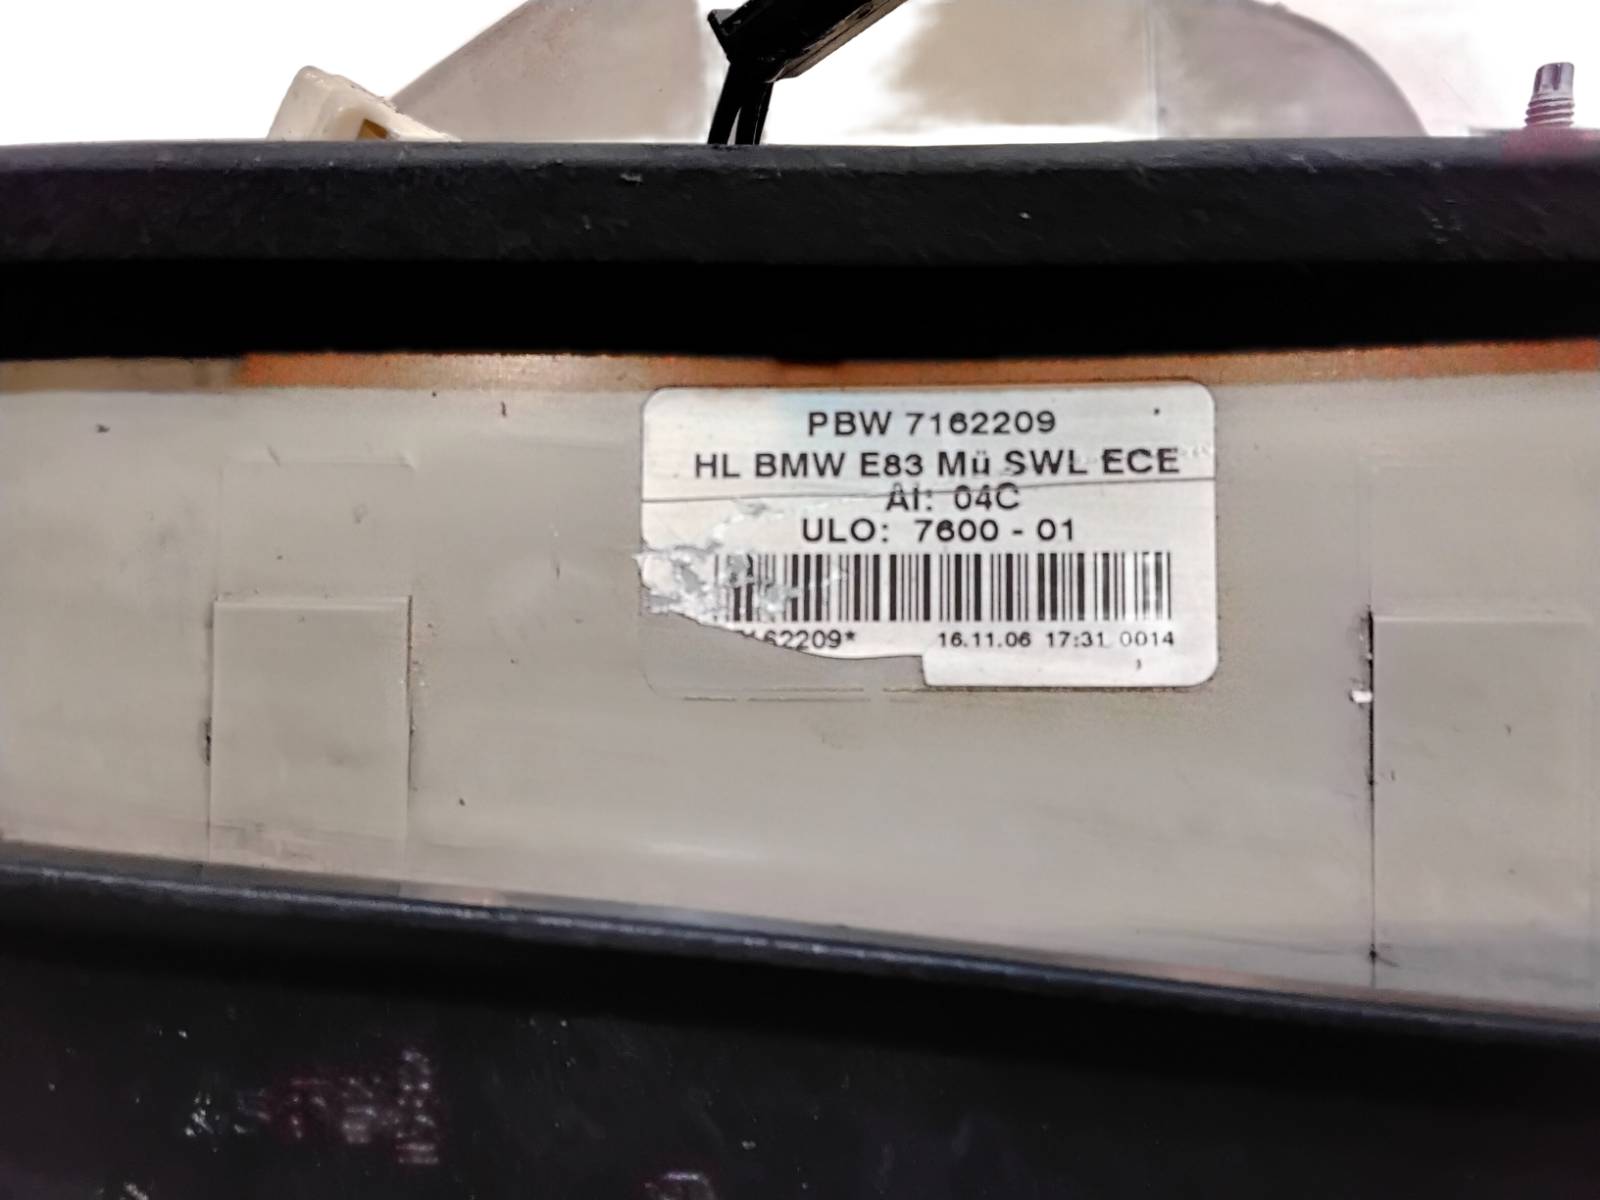 PBW 7162209
HL BMW E83 Mü SWL ECE
AI: 04C
ULO: 7600 - 01
7162209* 16.11.06 17:31 0014